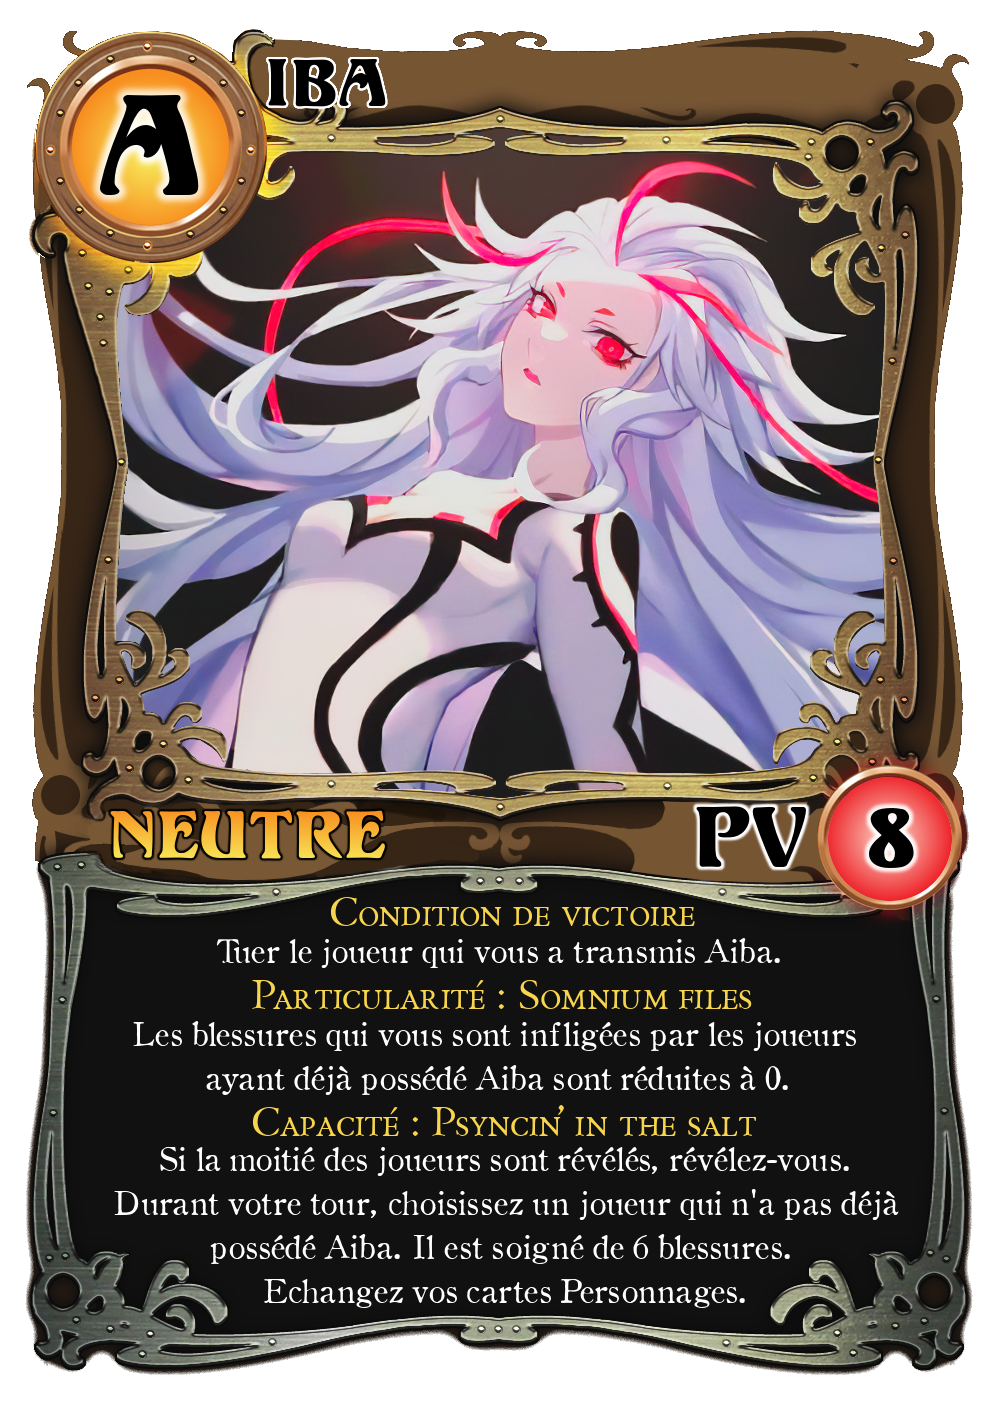 A
IBA
NEUTRE
PV 8
Condition de victoire
Tuer le joueur qui vous a transmis Aiba.
Particularité : Somnium files
Les blessures qui vous sont infligées par les joueurs
ayant déjà possédé Aiba sont réduites à 0.
Capacité : Psyncin' in the salt
Si la moitié des joueurs sont révélés, révélez-vous.
Durant votre tour, choisissez un joueur qui n'a pas déjà
possédé Aiba. Il est soigné de 6 blessures.
Echangez vos cartes Personnages.